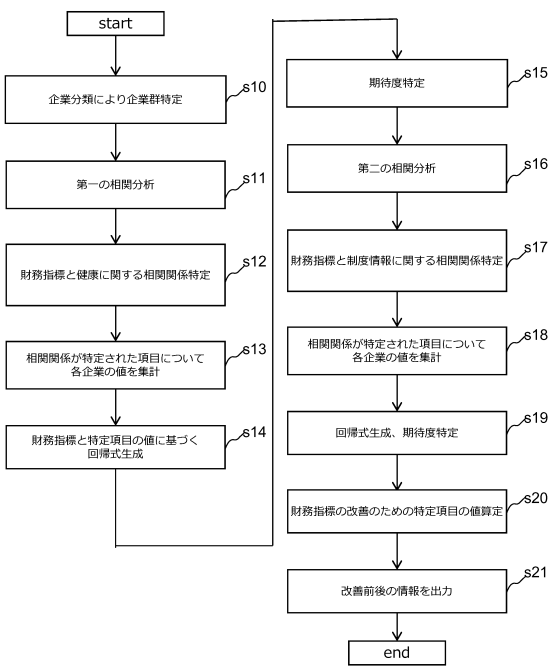 start
企業分類により企業群特定
s10
第一の相関分析
s11
財務指標と健康に関する相関関係特定
s12
相関関係が特定された項目について
各企業の値を集計
s13
財務指標と特定項目の値に基づく
回帰式生成
s14
期待度特定
s15
第二の相関分析
s16
財務指標と制度情報に関する相関関係特定
s17
相関関係が特定された項目について
各企業の値を集計
s18
回帰式生成、期待度特定
s19
財務指標の改善のための特定項目の値算定
s20
改善前後の情報を出力
s21
end